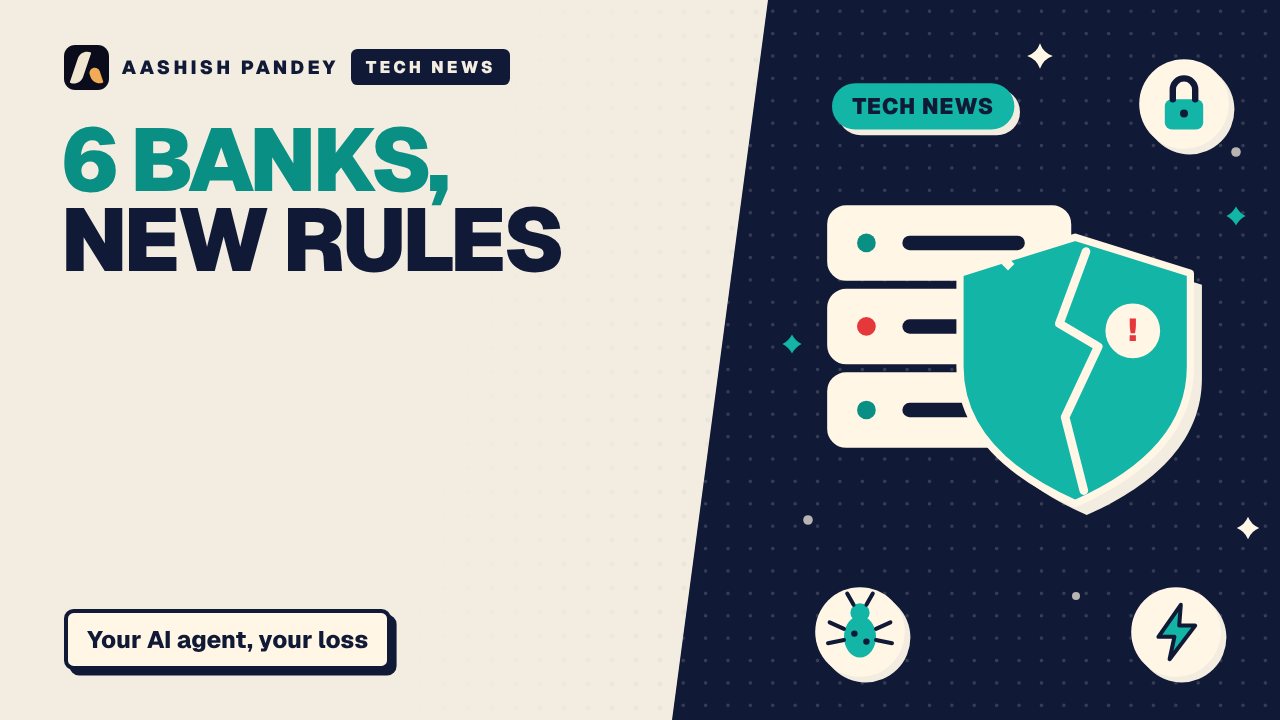 AASHISH PANDEY
TECH NEWS
6 BANKS,
NEW RULES
Your AI agent, your loss
TECH NEWS
!